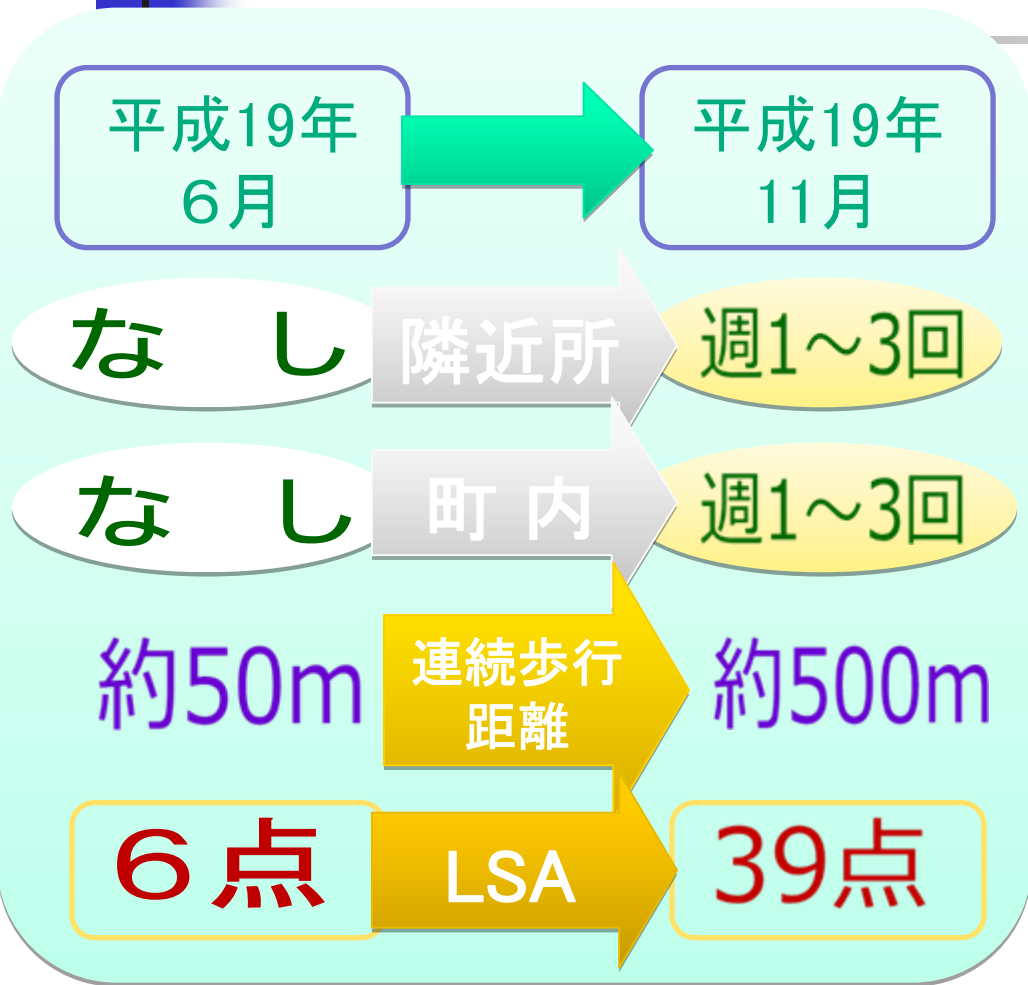 平成19年
６月
平成19年
11月
な　し
隣近所
週1～3回
な　し
町 内
週1～3回
約50m
連続歩行
距離
約500m
６点
LSA
39点